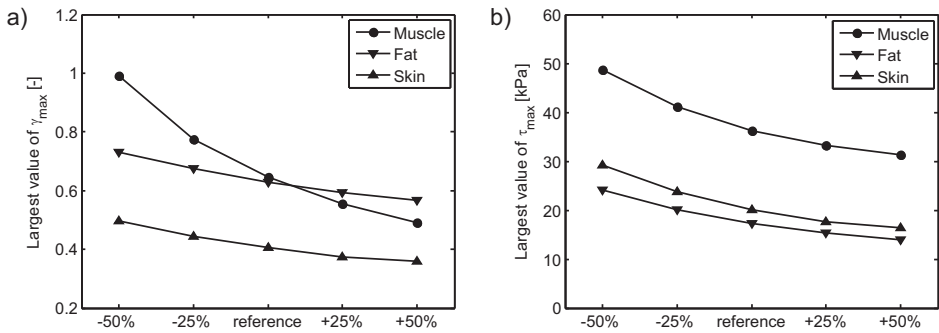 a)
Largest value of γmax [-]
1.2
1
0.8
0.6
0.4
0.2
Muscle
Fat
Skin
-50% -25% reference +25% +50%
b)
Largest value of τmax [kPa]
60
50
40
30
20
10
0
Muscle
Fat
Skin
-50% -25% reference +25% +50%